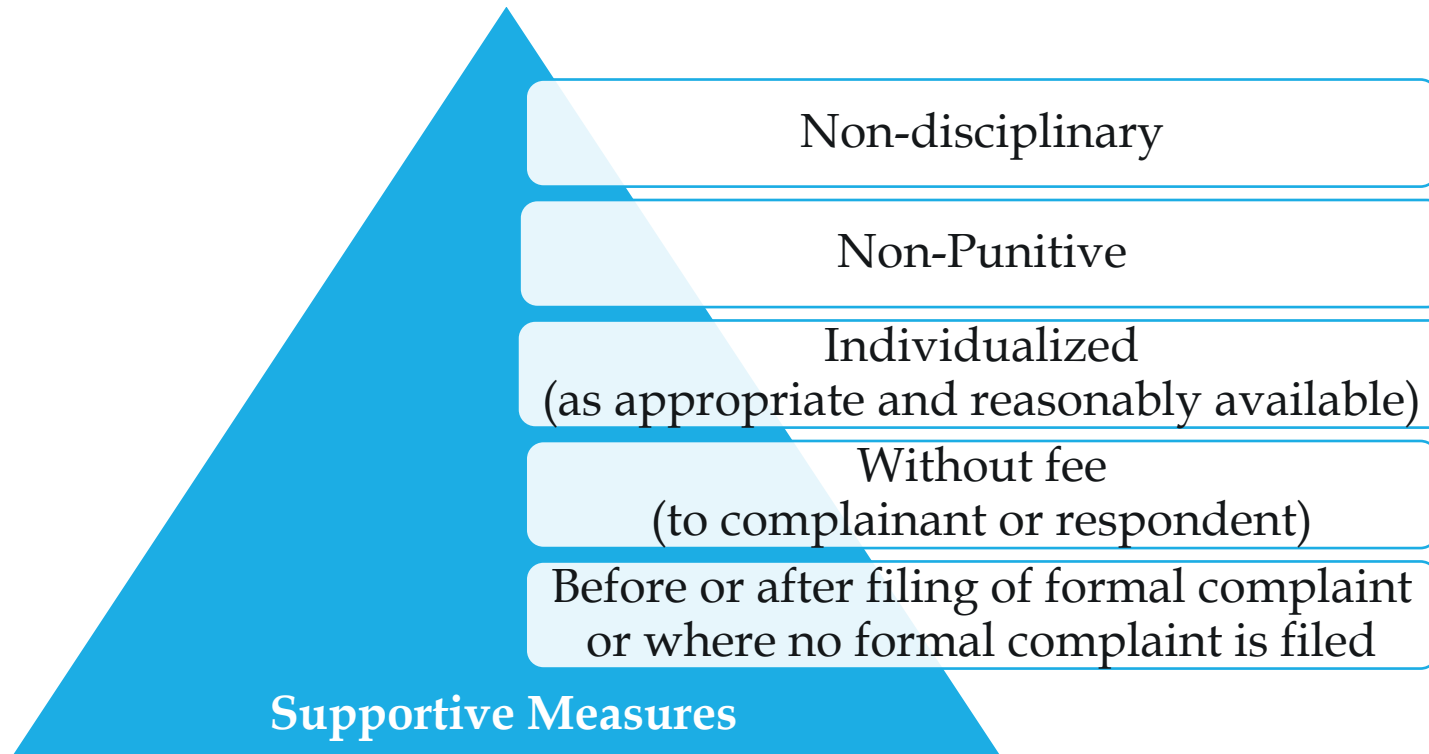 Non-disciplinary
Non-Punitive
Individualized
(as appropriate and reasonably available)
Without fee
(to complainant or respondent)
Before or after filing of formal complaint
or where no formal complaint is filed
Supportive Measures